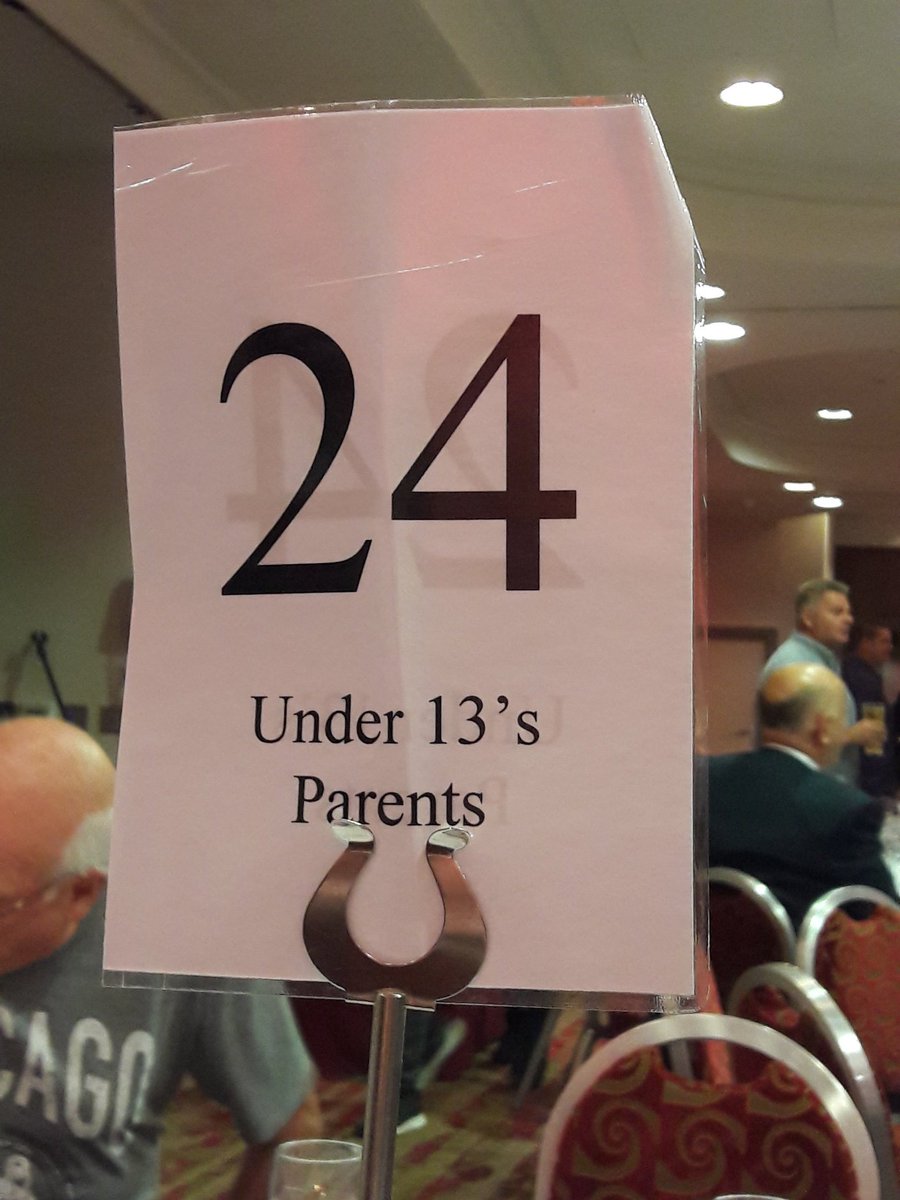 24
Under 13's
Parents
CAGO